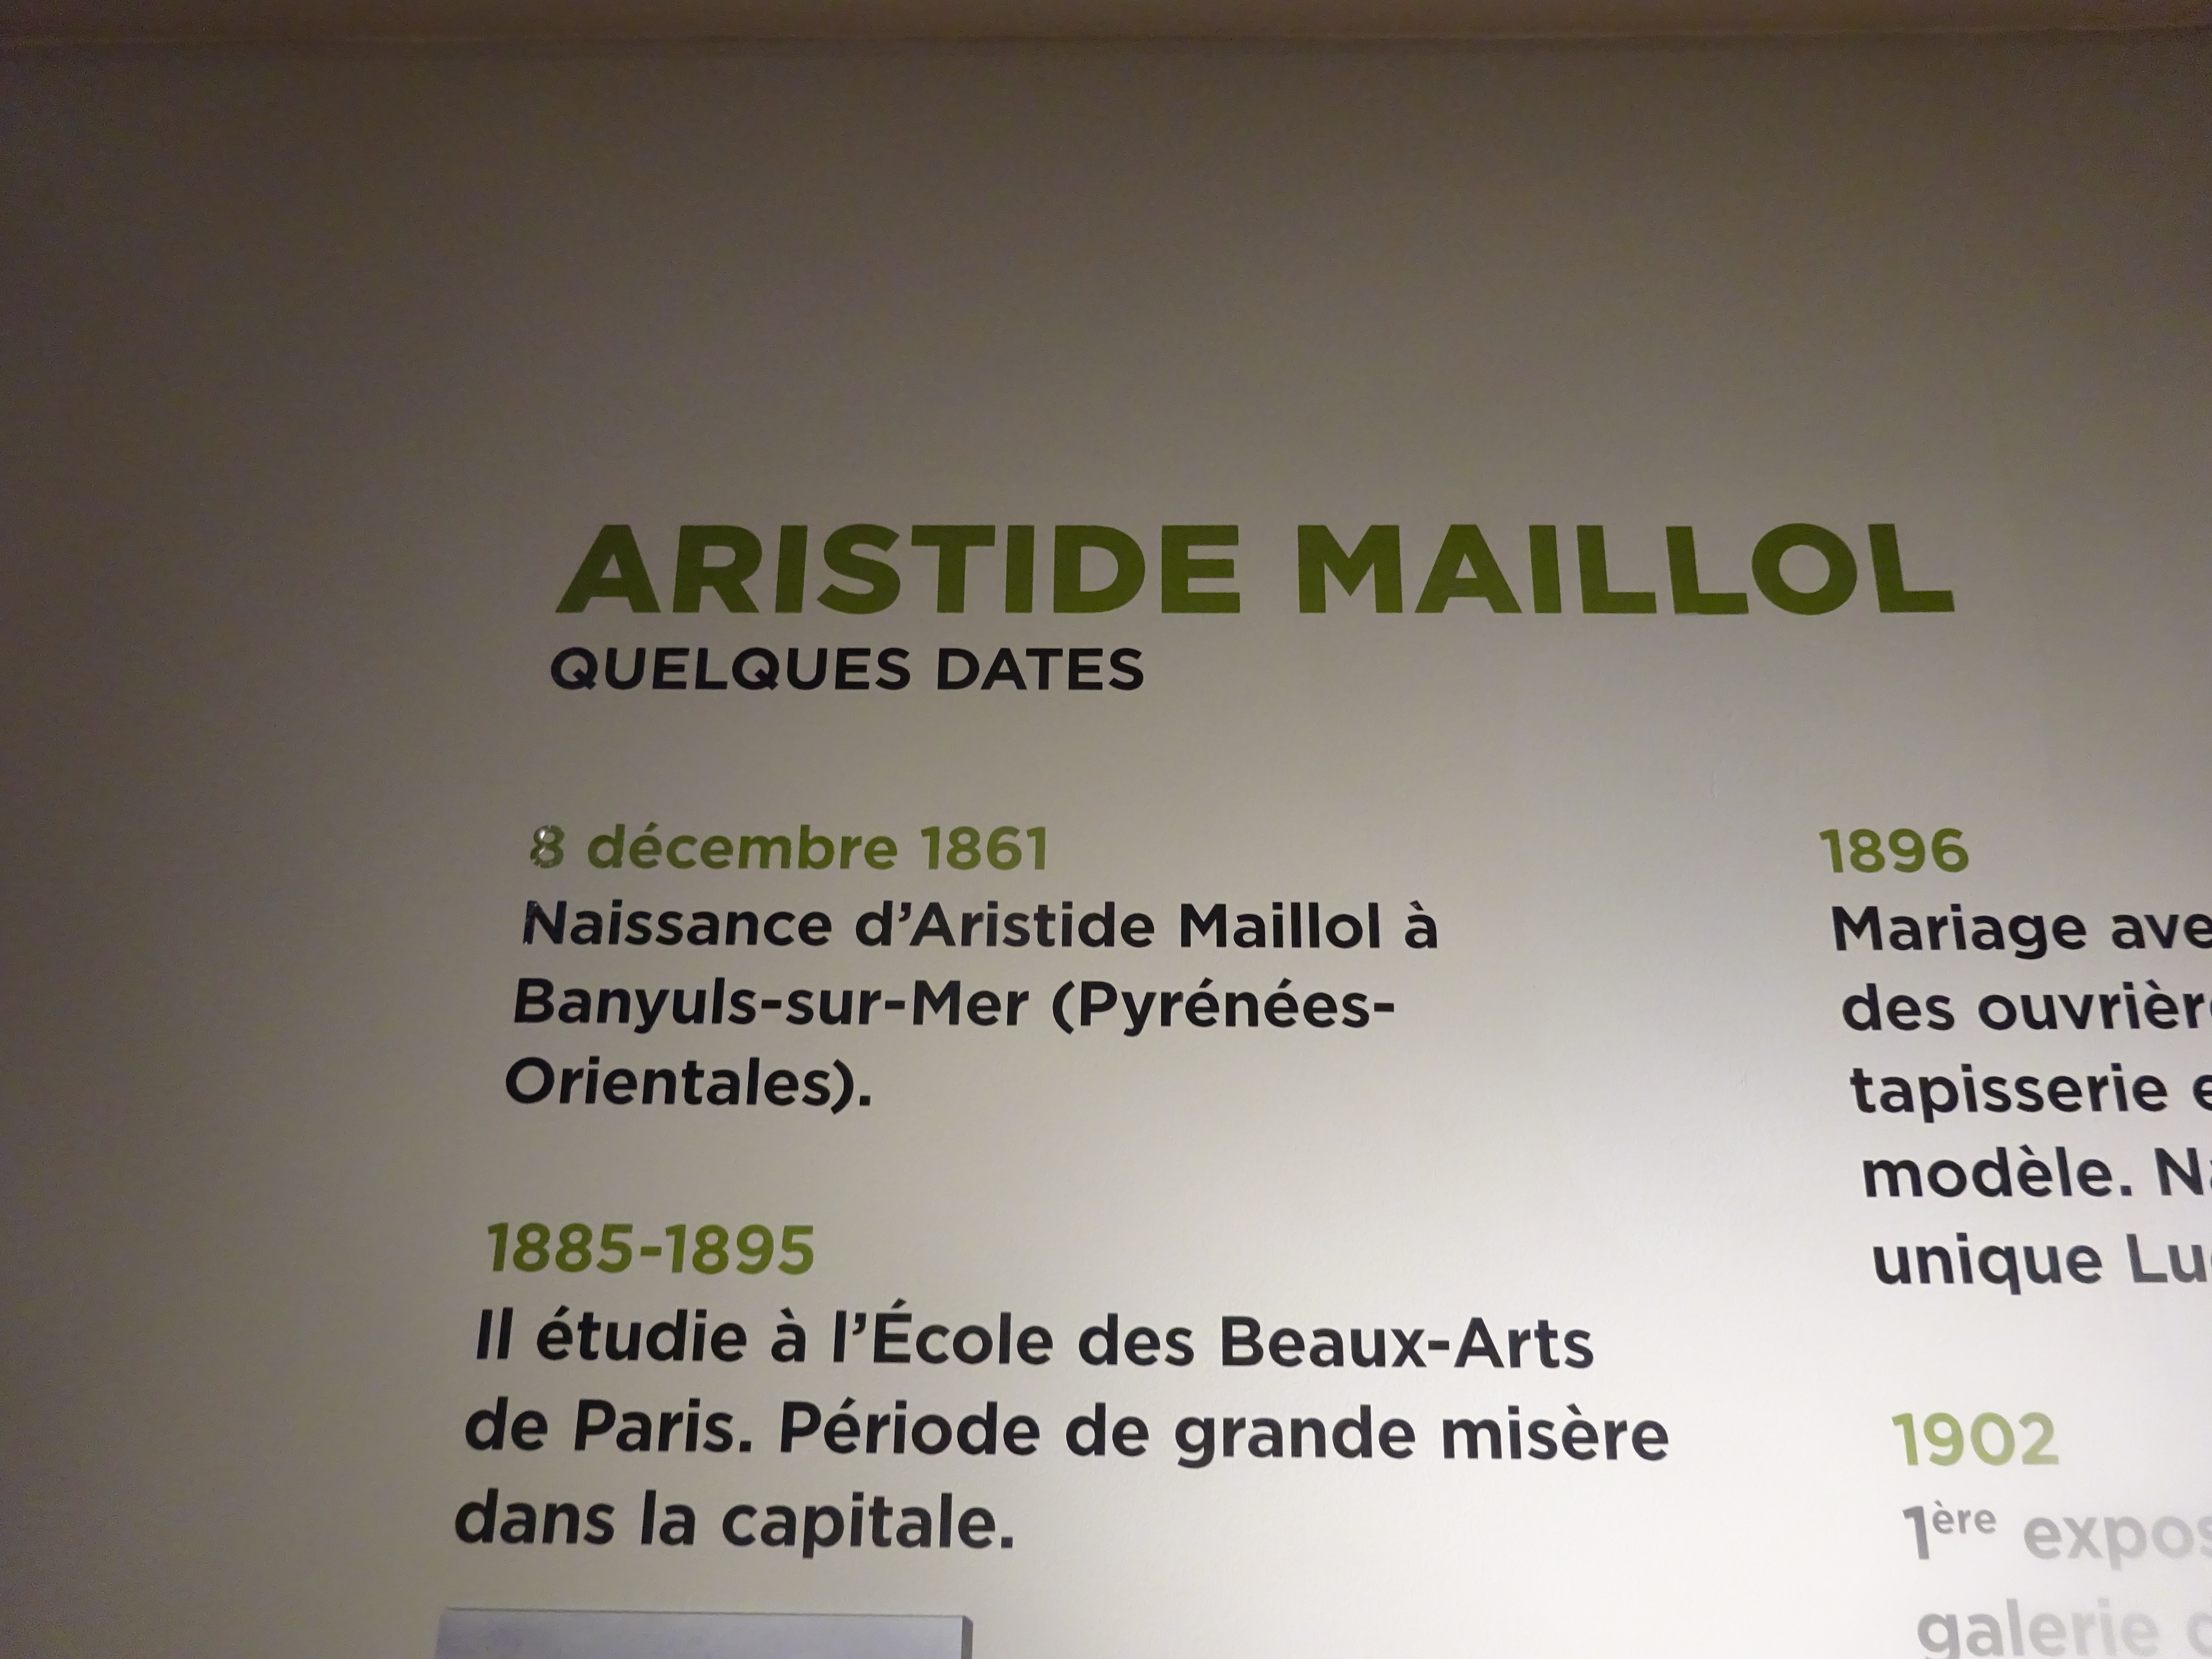 ARISTIDE MAILLOL
QUELQUES DATES
8 décembre 1861
Naissance d’Aristide Maillol à
Banyuls-sur-Mer (Pyrénées-
Orientales).
1885-1895
Il étudie à l’École des Beaux-Arts
de Paris. Période de grande misère
dans la capitale.
1896
Mariage
des
tapisserie
modèle.
unique
1902
1ère
galerie